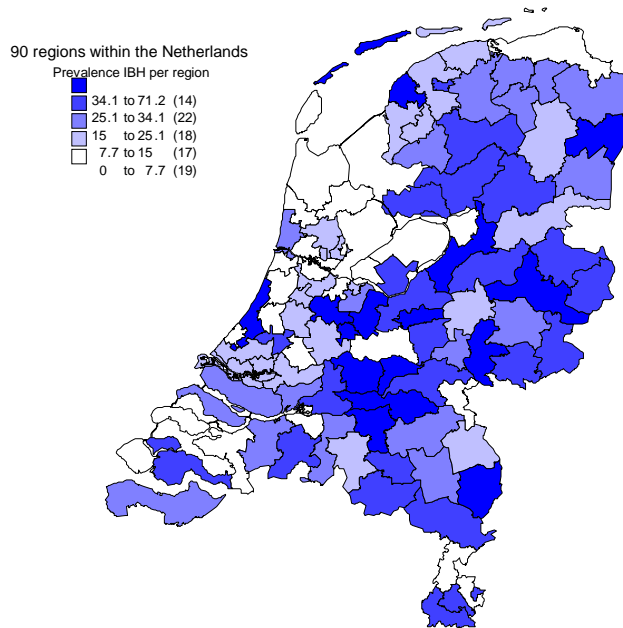 90 regions within the Netherlands
Prevalence IBH per region
34.1 to 71.2 (14)
25.1 to 34.1 (22)
15 to 25.1 (18)
7.7 to 15 (17)
0 to 7.7 (19)